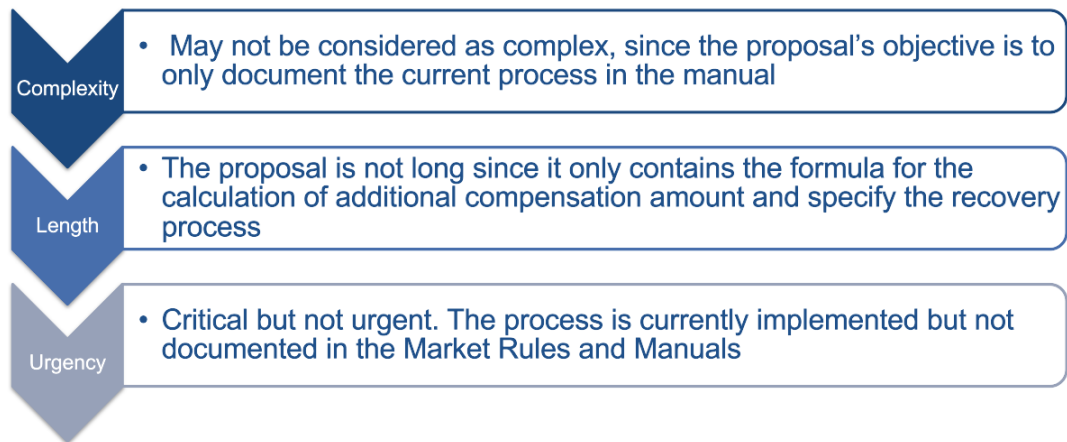 Complexity
• May not be considered as complex, since the proposal's objective is to
only document the current process in the manual
Length
• The proposal is not long since it only contains the formula for the
calculation of additional compensation amount and specify the recovery
process
Urgency
• Critical but not urgent. The process is currently implemented but not
documented in the Market Rules and Manuals